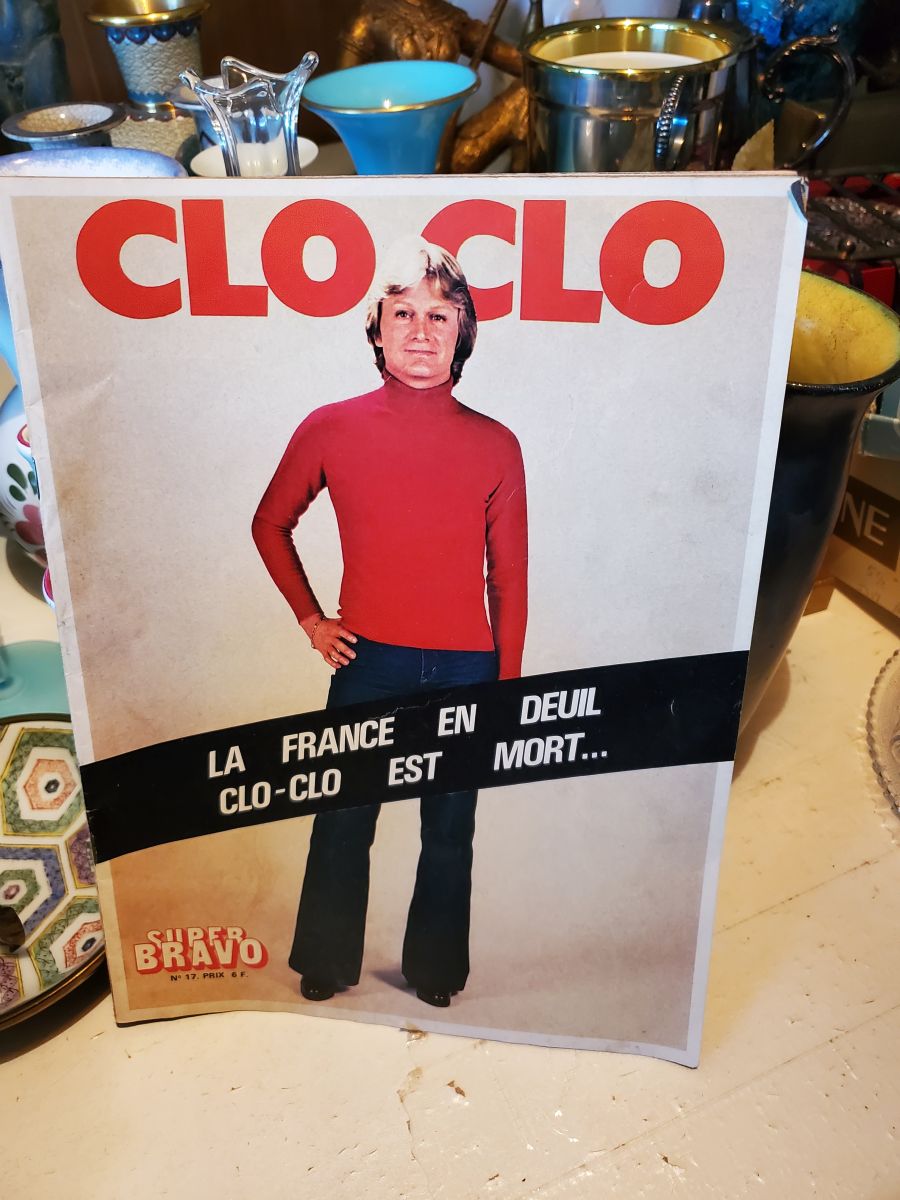 CLO CLO
LA FRANCE EN DEUIL
CLO-CLO EST MORT...
SUPER
BRAVO
N° 17. PRIX 6 F.
NE